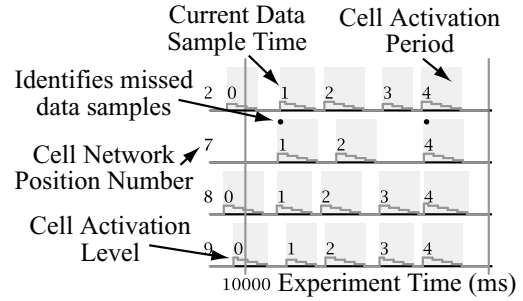 Current Data
Sample Time
Cell Activation
Period
Identifies missed
data samples
2 0 1 2 3 4
Cell Network
Position Number
7 1 2 4
8 0 1 2 3 4
Cell Activation
Level
9 0 1 2 3 4
10000 Experiment Time (ms)